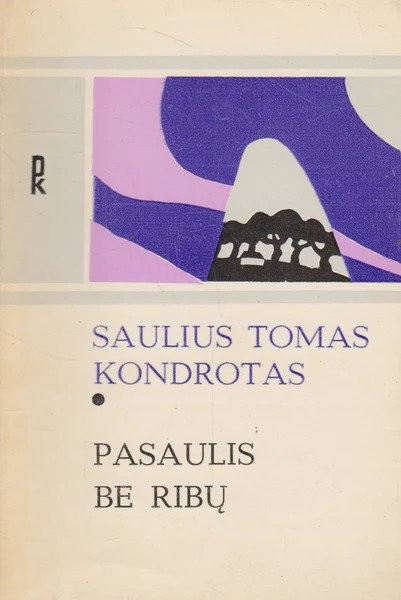 pk
SAULIUS TOMAS
KONDROTAS
●
PASAULIS
BE RIBŲ